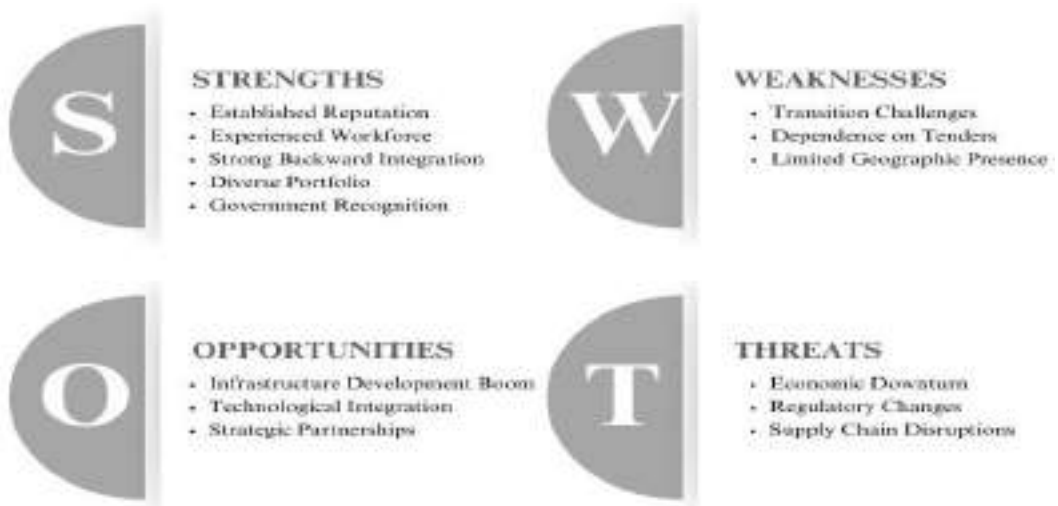 S
STRENGTHS
• Established Reputation
• Experienced Workforce
• Strong Backward Integration
• Diverse Portfolio
• Government Recognition
W
WEAKNESSES
• Transition Challenges
• Dependence on Tenders
• Limited Geographic Presence
O
OPPORTUNITIES
• Infrastructure Development Boom
• Technological Integration
• Strategic Partnerships
T
THREATS
• Economic Downturn
• Regulatory Changes
• Supply Chain Disruptions